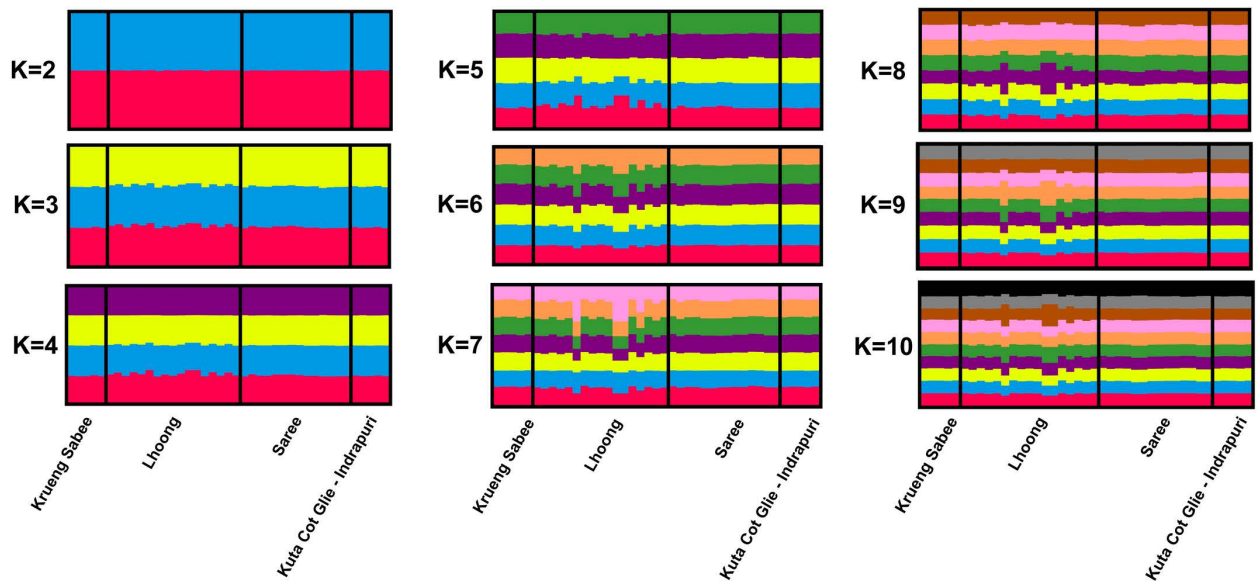 K=2
K=3
K=4
Krueng Sabee
Lhoong
Saree
Kuta Cot Glie - Indrapuri
K=5
K=6
K=7
Krueng Sabee
Lhoong
Saree
Kuta Cot Glie - Indrapuri
K=8
K=9
K=10
Krueng Sabee
Lhoong
Saree
Kuta Cot Glie - Indrapuri